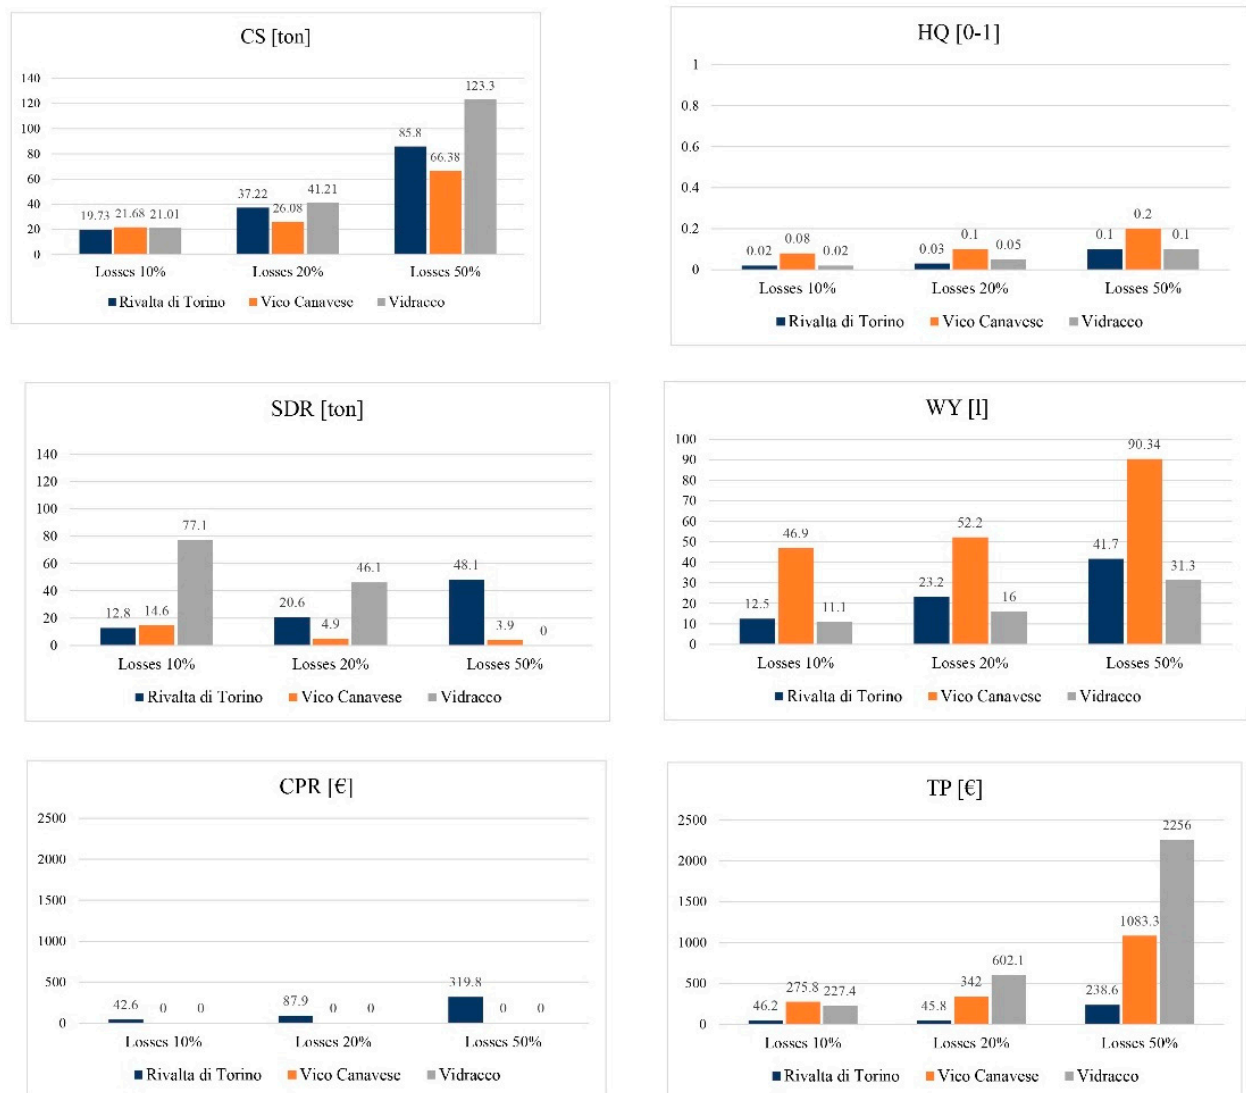 CS [ton]
140
120
100
80
60
40
20
0
19.73 21.68 21.01
37.22 26.08 41.21
85.8 66.38 123.3
Losses 10% Losses 20% Losses 50%
Rivalta di Torino Vico Canavese Vidracco
HQ [0-1]
1
0.8
0.6
0.4
0.2
0
0.02 0.08 0.02
0.03 0.1 0.05
0.1 0.2 0.1
Losses 10% Losses 20% Losses 50%
Rivalta di Torino Vico Canavese Vidracco
SDR [ton]
140
120
100
80
60
40
20
0
12.8 14.6 77.1
20.6 4.9 46.1
48.1 3.9 0
Losses 10% Losses 20% Losses 50%
Rivalta di Torino Vico Canavese Vidracco
WY [l]
100
90
80
70
60
50
40
30
20
10
0
12.5 46.9 11.1
23.2 52.2 16
41.7 90.34 31.3
Losses 10% Losses 20% Losses 50%
Rivalta di Torino Vico Canavese Vidracco
CPR [€]
2500
2000
1500
1000
500
0
42.6 0 0
87.9 0 0
319.8 0 0
Losses 10% Losses 20% Losses 50%
Rivalta di Torino Vico Canavese Vidracco
TP [€]
2500
2000
1500
1000
500
0
46.2 275.8 227.4
45.8 342 602.1
238.6 1083.3 2256
Losses 10% Losses 20% Losses 50%
Rivalta di Torino Vico Canavese Vidracco